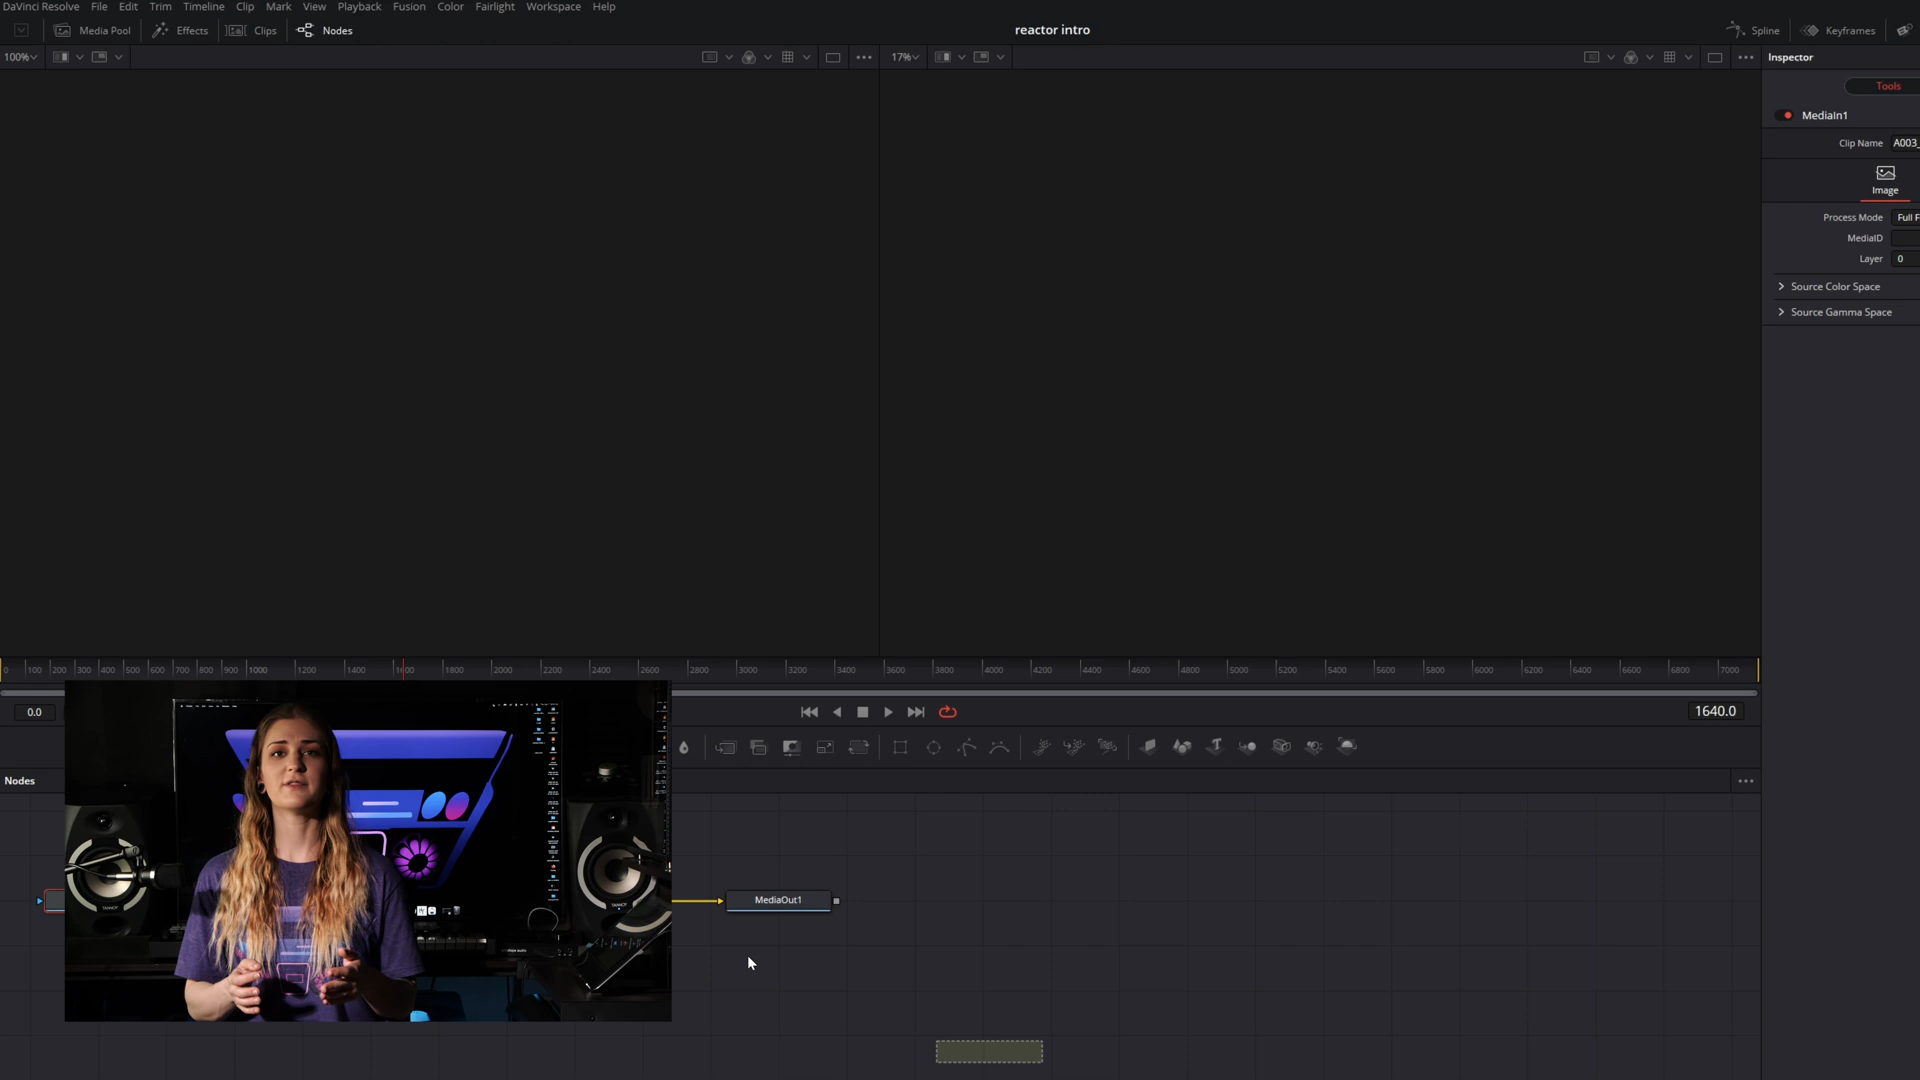 DaVinci Resolve File Edit Trim Timeline Clip Mark View Playback Fusion Color Fairlight Workspace Help
Media Pool Effects Clips Nodes reactor intro Spline Keyframes
100% 17% Inspector
Tools
MediaIn1
Clip Name A003_
Image
Process Mode Full F
MediaID
Layer 0
Source Color Space
Source Gamma Space
0 100 200 300 400 500 600 700 800 900 1000 1200 1400 1600 1800 2000 2200 2400 2600 2800 3000 3200 3400 3600 3800 4000 4200 4400 4600 4800 5000 5200 5400 5600 5800 6000 6200 6400 6600 6800 7000
0.0 1640.0
Nodes
MediaOut1
TANNOY TANNOY